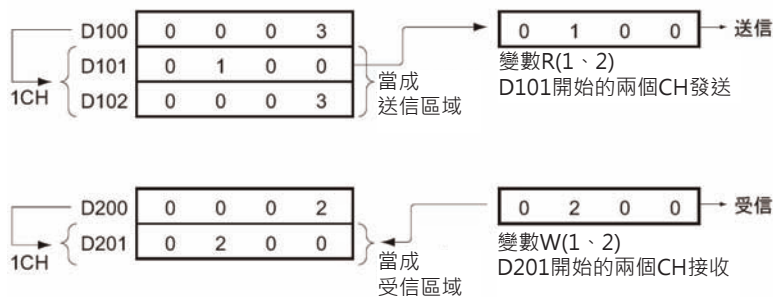 D100 0 0 0 3
0 1 0 0 送信
D101 0 1 0 0
變數R(1、2)
D101開始的兩個CH發送
1CH
D102 0 0 0 3
當成
送信區域
D200 0 0 0 2
0 2 0 0 受信
D201 0 2 0 0
變數W(1、2)
D201開始的兩個CH接收
1CH
當成
受信區域